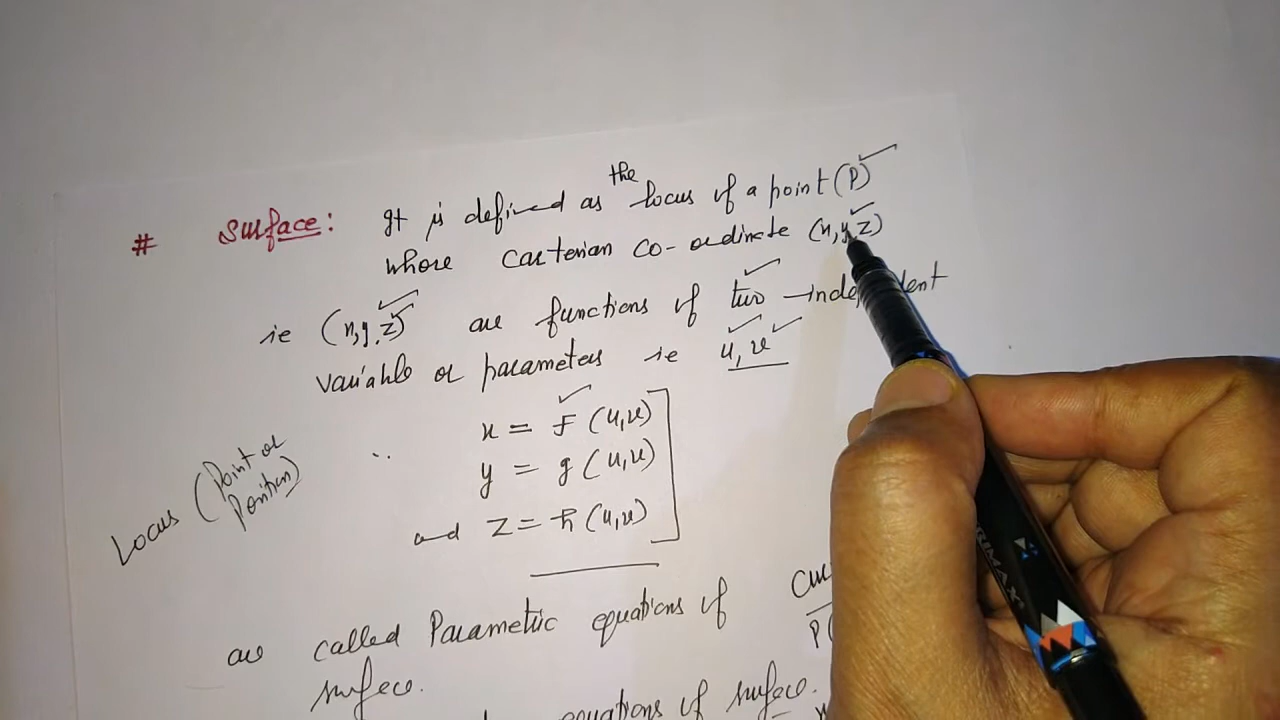 # Surface: It is defined as the locus of a point (P)
whose cartesian co-ordinate (x,y,z)
ie (x,y,z) are functions of two independent
variable or parameters ie u,v
∴ x = f (u,v)
y = g (u,v)
and z = h (u,v)
Locus (Point or
Position)
are called Parametric equations of
surface.
equations of surface.
RIMAX